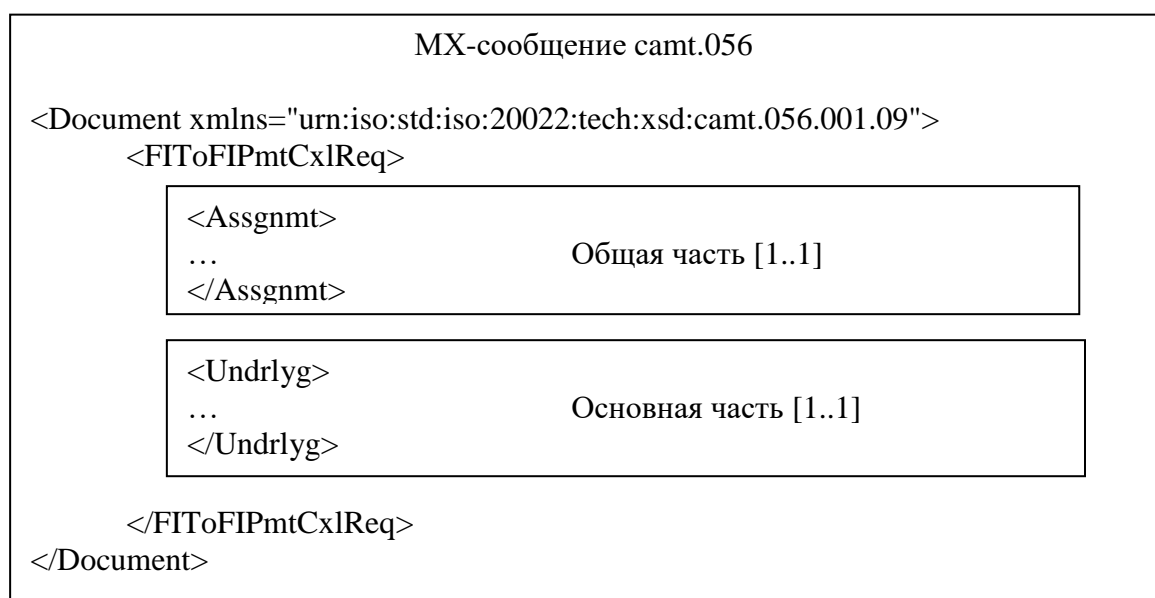 MX-сообщение camt.056
<Document xmlns="urn:iso:std:iso:20022:tech:xsd:camt.056.001.09">
<FIToFIPmtCxlReq>
<Assgnmt>
… Общая часть [1..1]
</Assgnmt>
<Undrlyg>
… Основная часть [1..1]
</Undrlyg>
</FIToFIPmtCxlReq>
</Document>